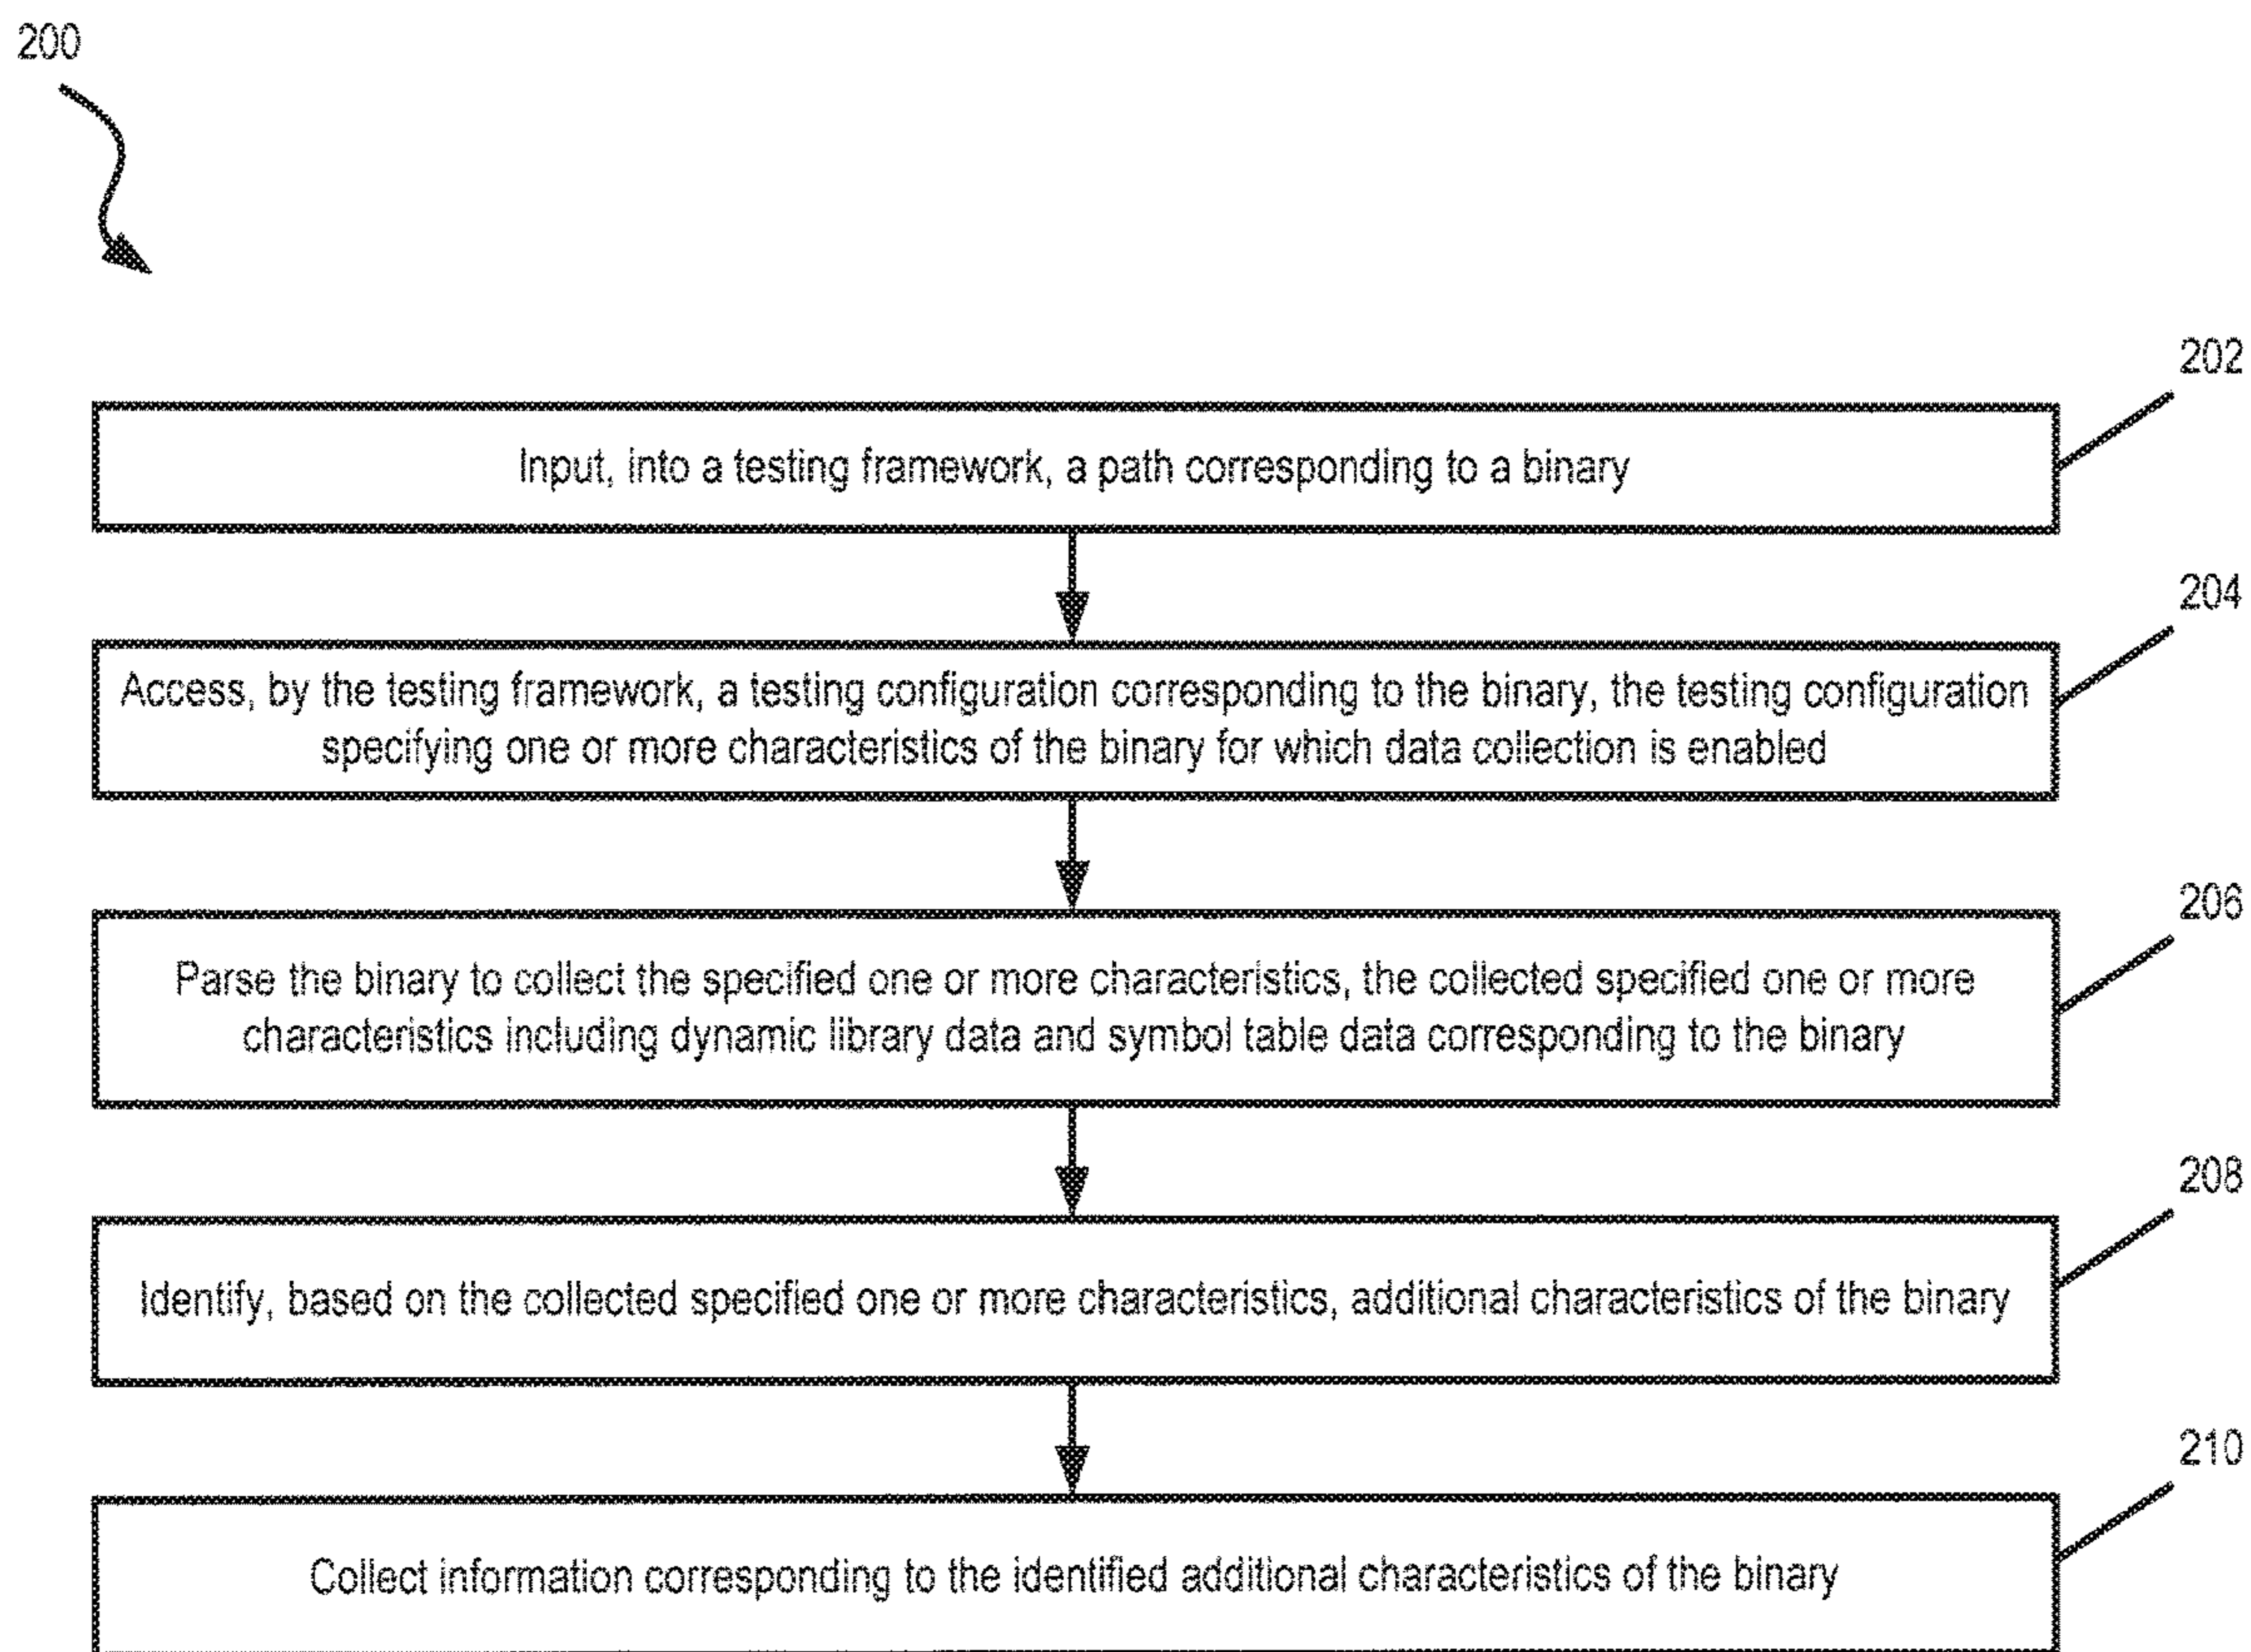 200
202
Input, into a testing framework, a path corresponding to a binary
204
Access, by the testing framework, a testing configuration corresponding to the binary, the testing configuration
specifying one or more characteristics of the binary for which data collection is enabled
206
Parse the binary to collect the specified one or more characteristics, the collected specified one or more
characteristics including dynamic library data and symbol table data corresponding to the binary
208
Identify, based on the collected specified one or more characteristics, additional characteristics of the binary
210
Collect information corresponding to the identified additional characteristics of the binary